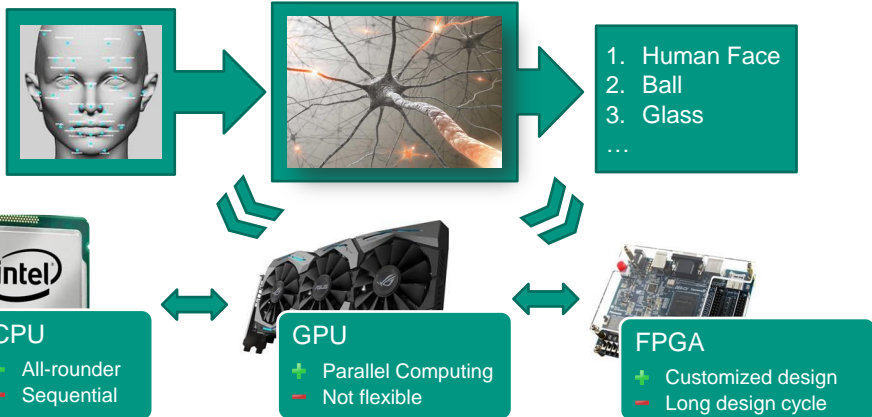 1. Human Face
2. Ball
3. Glass
…
intel
CPU
All-rounder
Sequential
GPU
Parallel Computing
Not flexible
FPGA
Customized design
Long design cycle